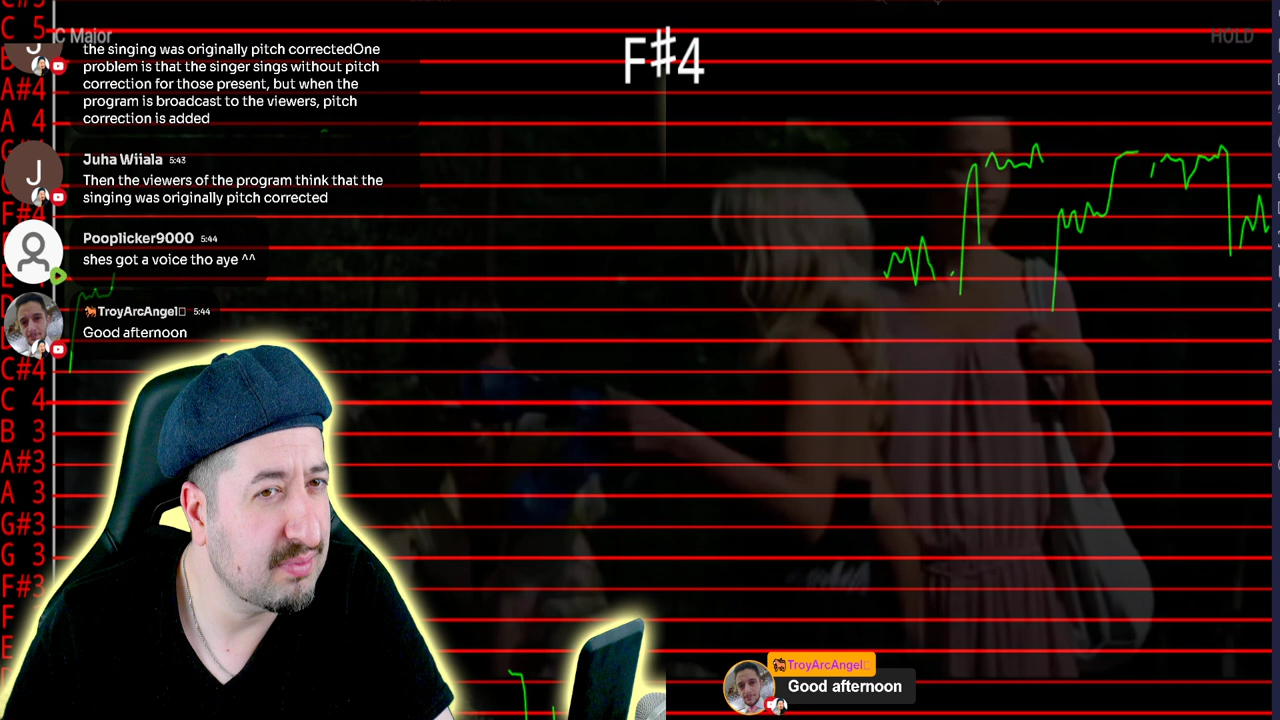 C 5
C Major
F#4
HOLD
A#4
A 4
F#4
C#4
C 4
B 3
A#3
A 3
G#3
G 3
F#3
F
E
the singing was originally pitch correctedOne
problem is that the singer sings without pitch
correction for those present, but when the
program is broadcast to the viewers, pitch
correction is added
J
Juha Wiiala 5:43
Then the viewers of the program think that the
singing was originally pitch corrected
Pooplicker9000 5:44
shes got a voice tho aye ^^
TroyArcAngel 5:44
Good afternoon
TroyArcAngel
Good afternoon